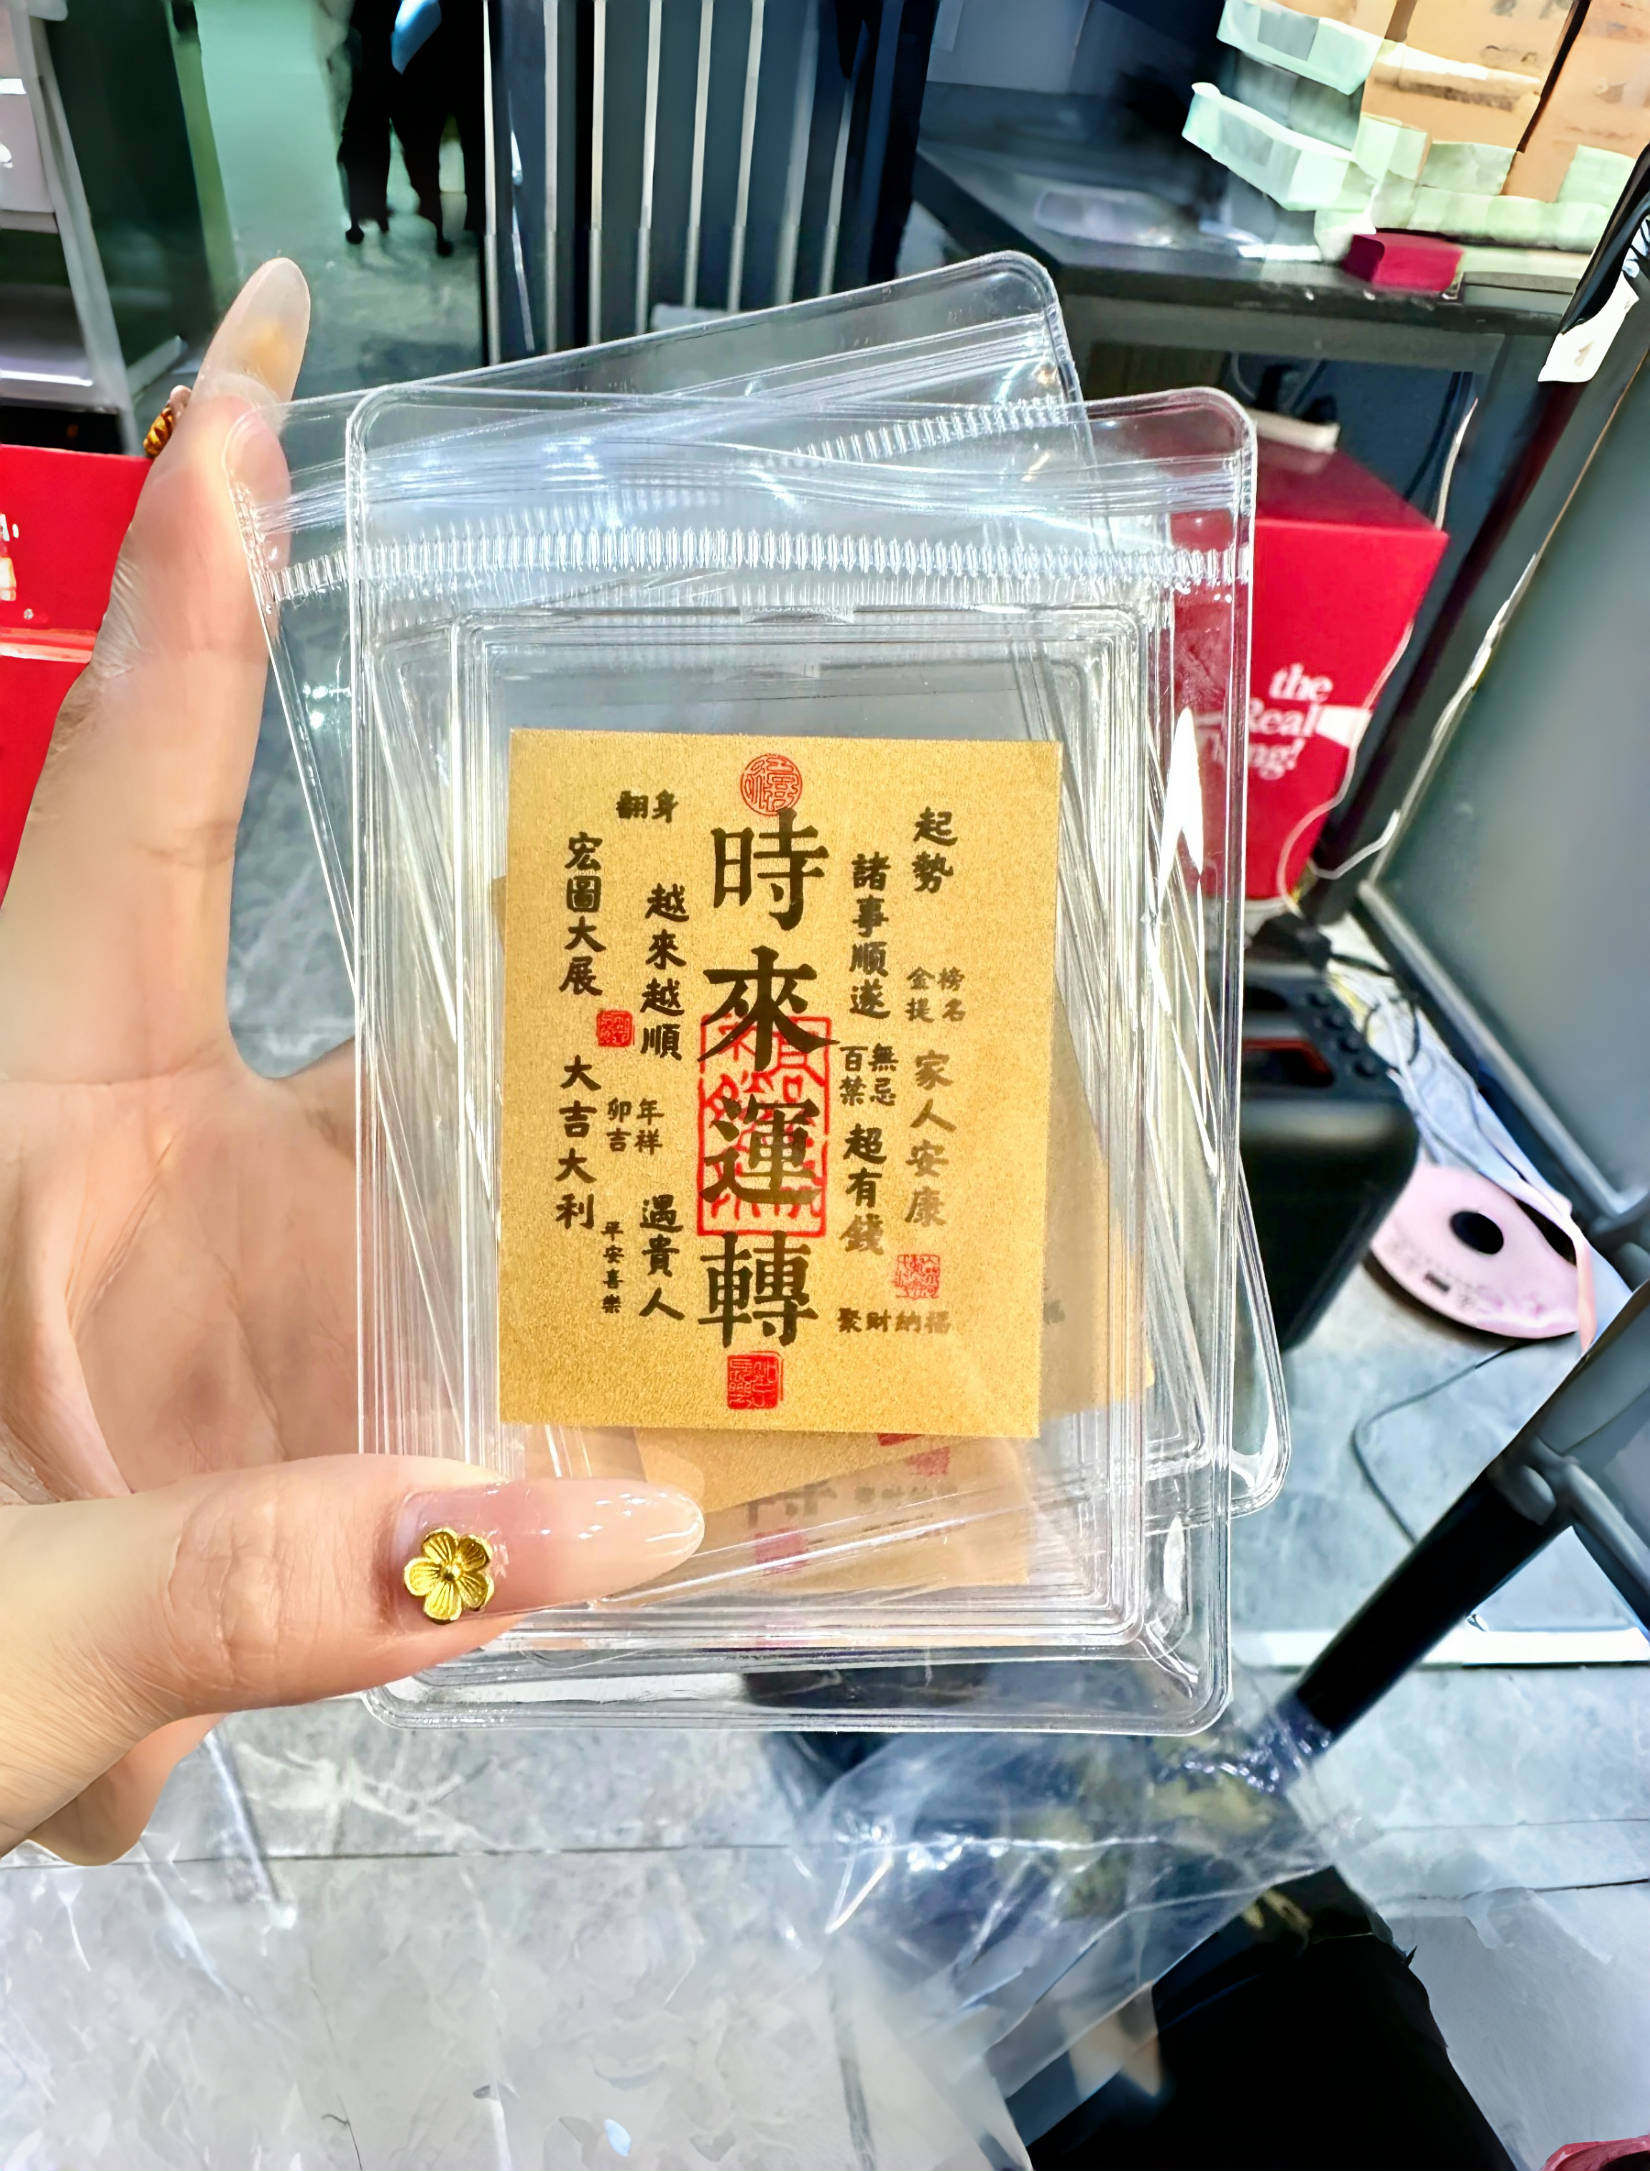 時來運轉
起勢
諸事順遂
金榜提名
家人安康
百無禁忌
超有錢
聚財納福
翻身
越來越順
宏圖大展
大吉大利
卯年吉祥
遇貴人
平安喜樂
the
Real